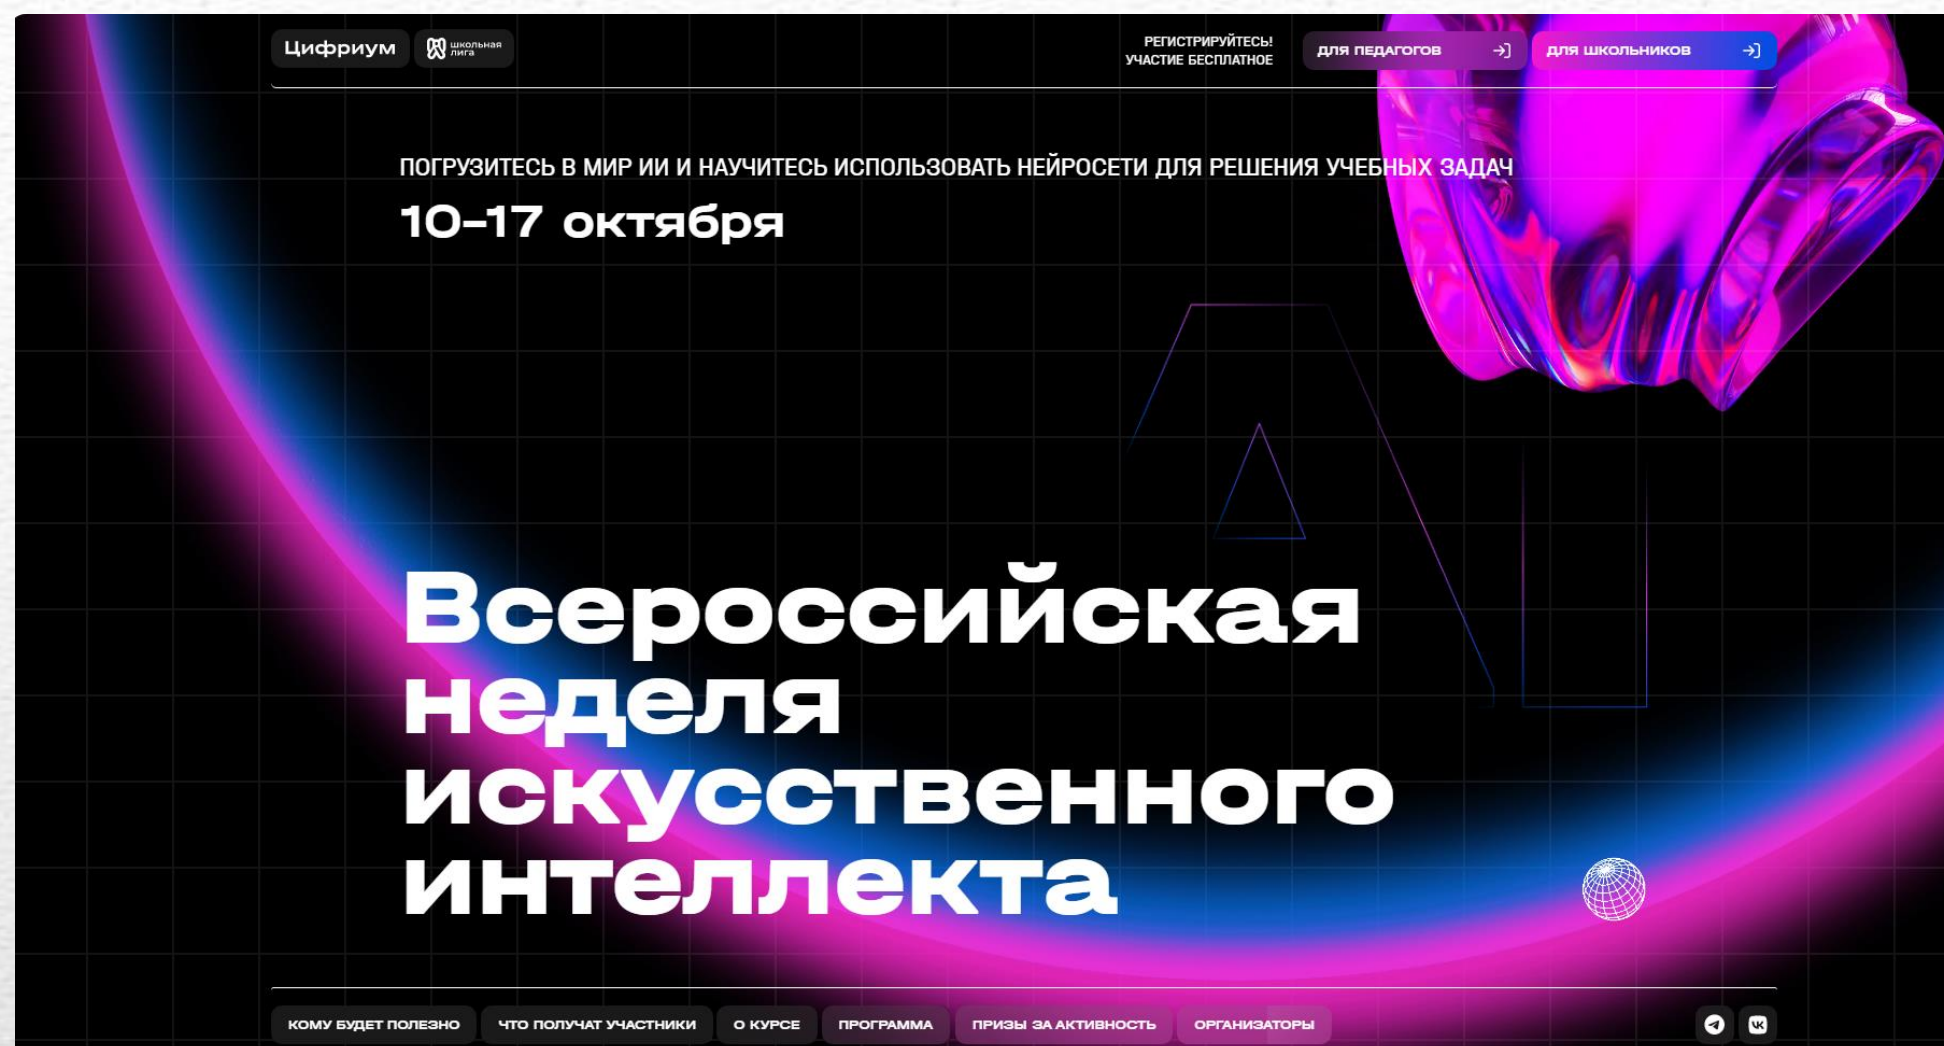 Цифриум
школьная
лига
РЕГИСТРИРУЙТЕСЬ!
УЧАСТИЕ БЕСПЛАТНОЕ
ДЛЯ ПЕДАГОГОВ
ДЛЯ ШКОЛЬНИКОВ
ПОГРУЗИТЕСЬ В МИР ИИ И НАУЧИТЕСЬ ИСПОЛЬЗОВАТЬ НЕЙРОСЕТИ ДЛЯ РЕШЕНИЯ УЧЕБНЫХ ЗАДАЧ
10–17 октября
AI
Всероссийская
неделя
искусственного
интеллекта
КОМУ БУДЕТ ПОЛЕЗНО
ЧТО ПОЛУЧАТ УЧАСТНИКИ
О КУРСЕ
ПРОГРАММА
ПРИЗЫ ЗА АКТИВНОСТЬ
ОРГАНИЗАТОРЫ